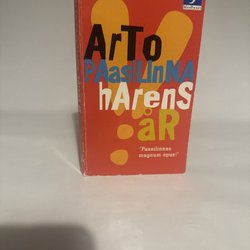 ArTO
PAasiLiNNA
hArenS
åR
"Paasilinnas
magnum opus!"